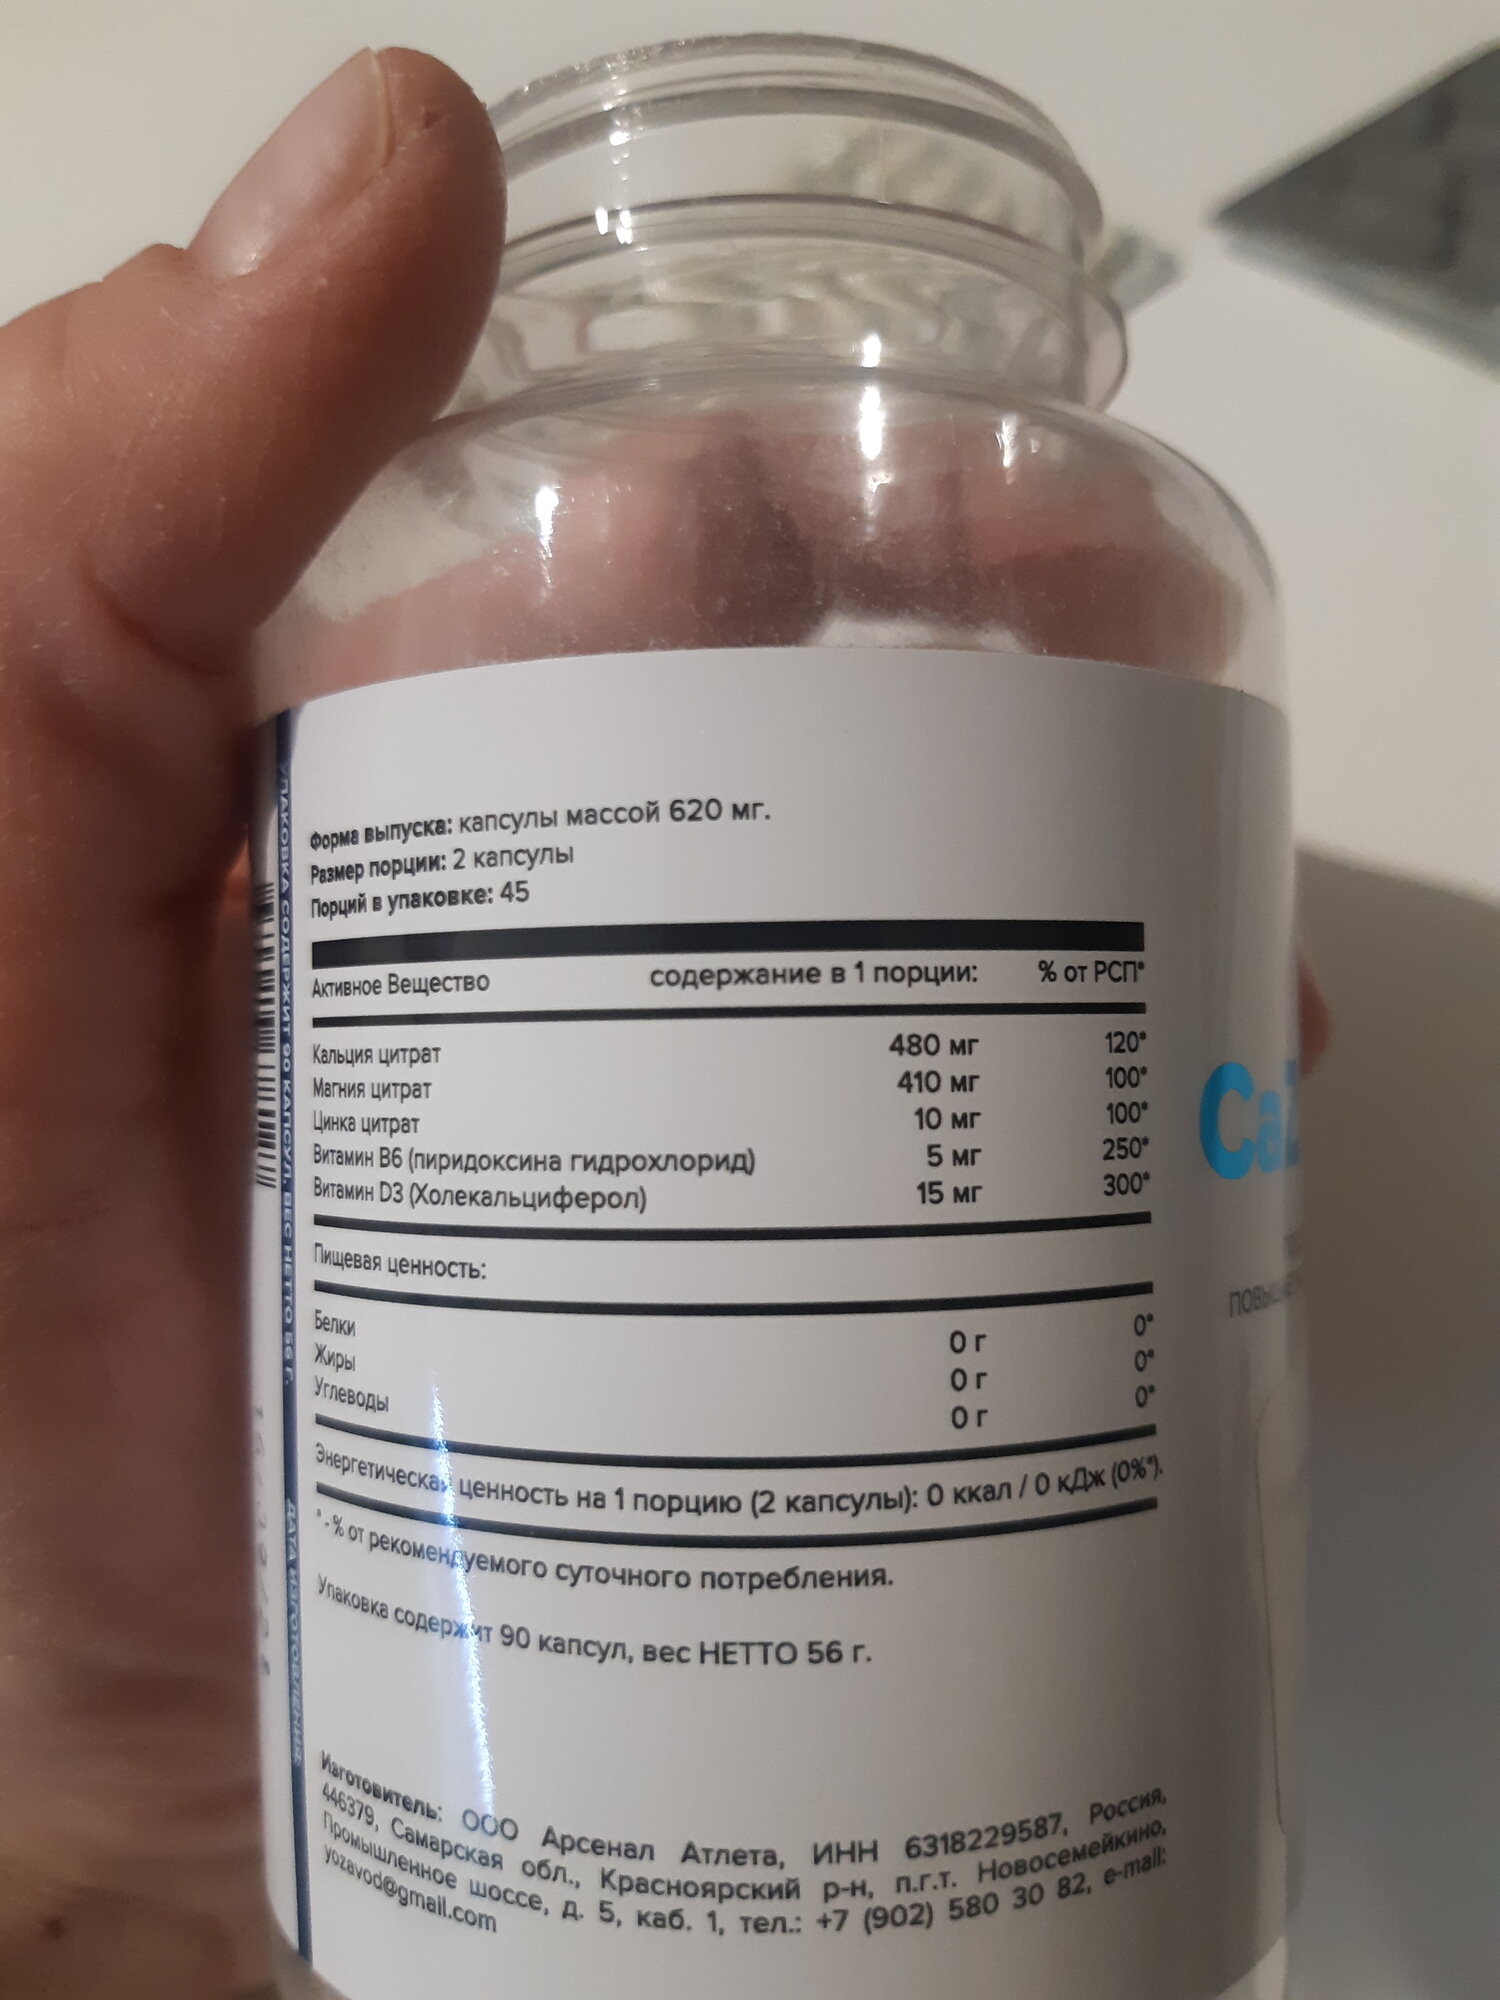 Форма выпуска: капсулы массой 620 мг.
Размер порции: 2 капсулы
Порций в упаковке: 45
Активное Вещество содержание в 1 порции: % от РСП*
Кальция цитрат 480 мг 120*
Магния цитрат 410 мг 100*
Цинка цитрат 10 мг 100*
Витамин B6 (пиридоксина гидрохлорид) 5 мг 250*
Витамин D3 (Холекальциферол) 15 мг 300*
Пищевая ценность:
Белки 0 г 0*
Жиры 0 г 0*
Углеводы 0 г 0*
Энергетическая ценность на 1 порцию (2 капсулы): 0 ккал / 0 кДж (0%*).
* - % от рекомендуемого суточного потребления.
Упаковка содержит 90 капсул, вес НЕТТО 56 г.
Изготовитель: ООО Арсенал Атлета, ИНН 6318229587, Россия,
446379, Самарская обл., Красноярский р-н, п.г.т. Новосемейкино,
Промышленное шоссе, д. 5, каб. 1, тел.: +7 (902) 580 30 82, e-mail:
yozavod@gmail.com
УПАКОВКА СОДЕРЖИТ 90 КАПСУЛ, ВЕС НЕТТО 56 Г.
ДАТА ИЗГОТОВЛЕНИЯ:
Ca